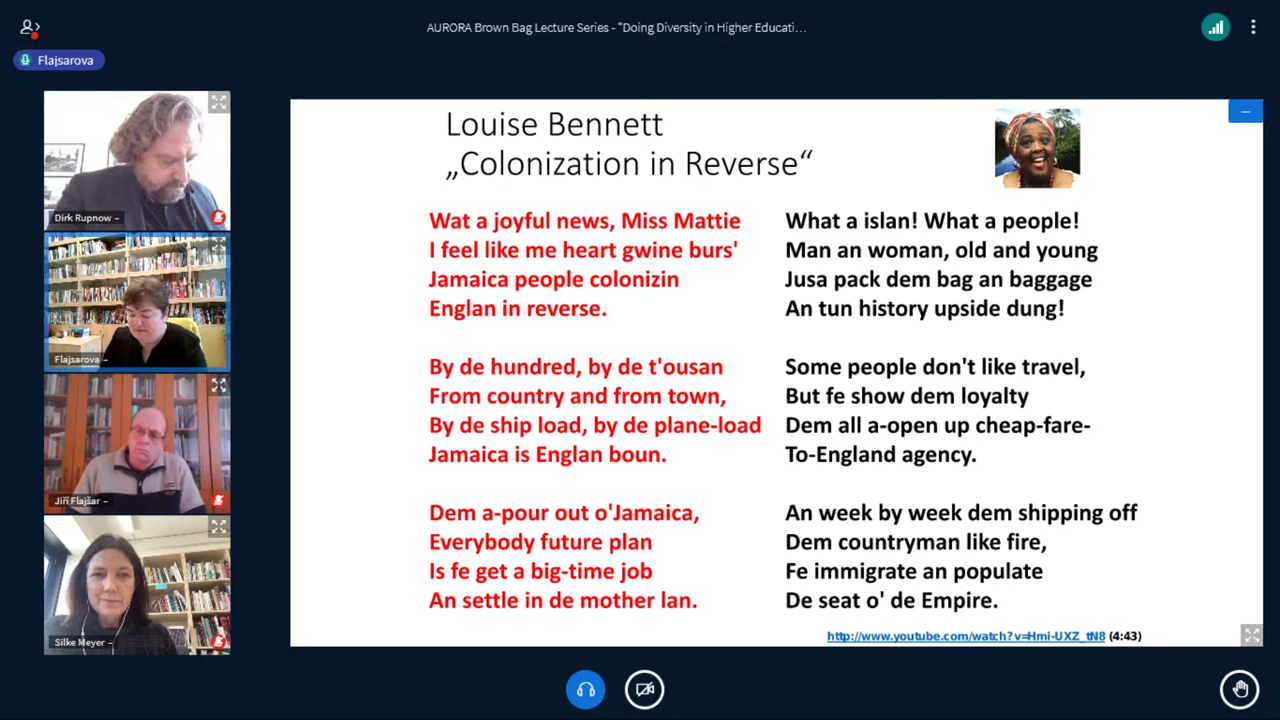 AURORA Brown Bag Lecture Series - "Doing Diversity in Higher Educati...
Flajsarova
Dirk Rupnow –
Flajsarova –
Jiří Flajšar –
Silke Meyer –
Louise Bennett
„Colonization in Reverse“
Wat a joyful news, Miss Mattie
I feel like me heart gwine burs'
Jamaica people colonizin
Englan in reverse.
By de hundred, by de t'ousan
From country and from town,
By de ship load, by de plane-load
Jamaica is Englan boun.
Dem a-pour out o'Jamaica,
Everybody future plan
Is fe get a big-time job
An settle in de mother lan.
What a islan! What a people!
Man an woman, old and young
Jusa pack dem bag an baggage
An tun history upside dung!
Some people don't like travel,
But fe show dem loyalty
Dem all a-open up cheap-fare-
To-England agency.
An week by week dem shipping off
Dem countryman like fire,
Fe immigrate an populate
De seat o' de Empire.
http://www.youtube.com/watch?v=Hmi-UXZ_tN8 (4:43)